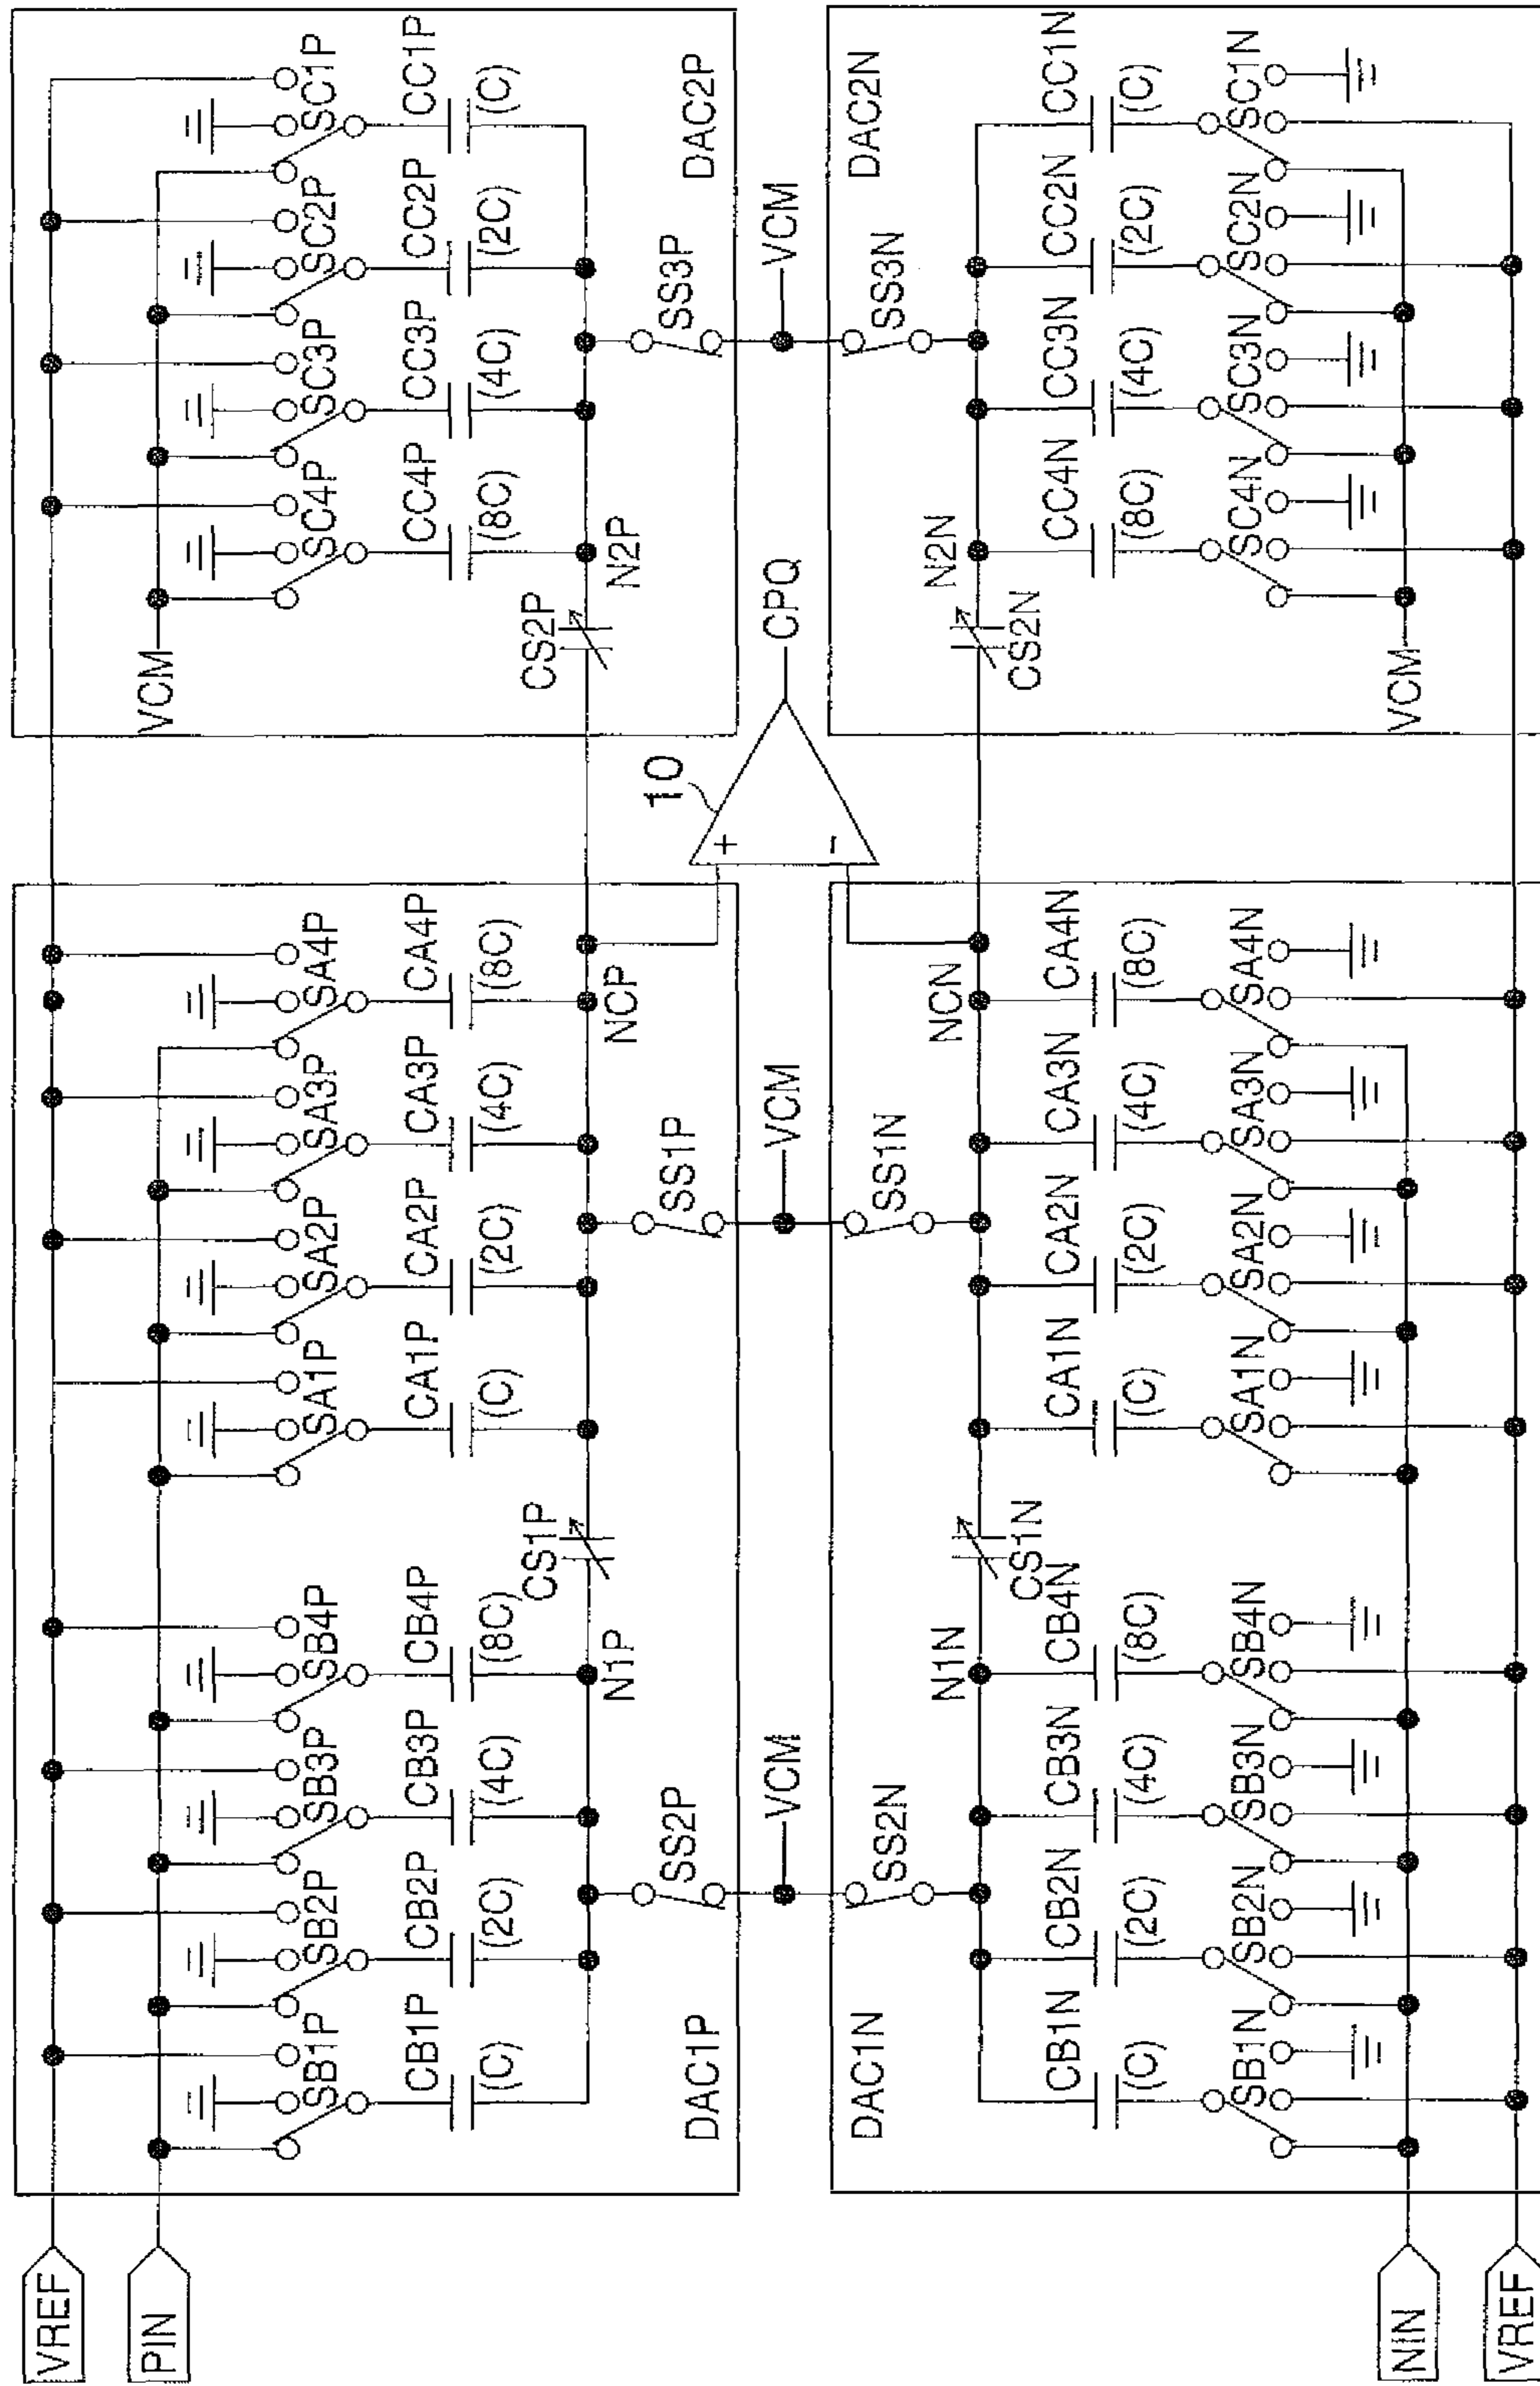 VREF
PIN
VCM
SB1P SB2P SB3P SB4P SA1P SA2P SA3P SA4P SC4P SC3P SC2P SC1P
CB1P CB2P CB3P CB4P CA1P CA2P CA3P CA4P CC4P CC3P CC2P CC1P
(C) (2C) (4C) (8C) (C) (2C) (4C) (8C) (8C) (4C) (2C) (C)
CS1P CS2P
N1P NCP N2P
SS2P SS1P 10 SS3P
DAC1P DAC2P
+
VCM VCM CPQ VCM
-
DAC1N SS2N SS1N SS3N DAC2N
N1N NCN N2N
CS1N CS2N
CB1N CB2N CB3N CB4N CA1N CA2N CA3N CA4N CC4N CC3N CC2N CC1N
(C) (2C) (4C) (8C) (C) (2C) (4C) (8C) (8C) (4C) (2C) (C)
SB1N SB2N SB3N SB4N SA1N SA2N SA3N SA4N SC4N SC3N SC2N SC1N
NIN
VCM
VREF